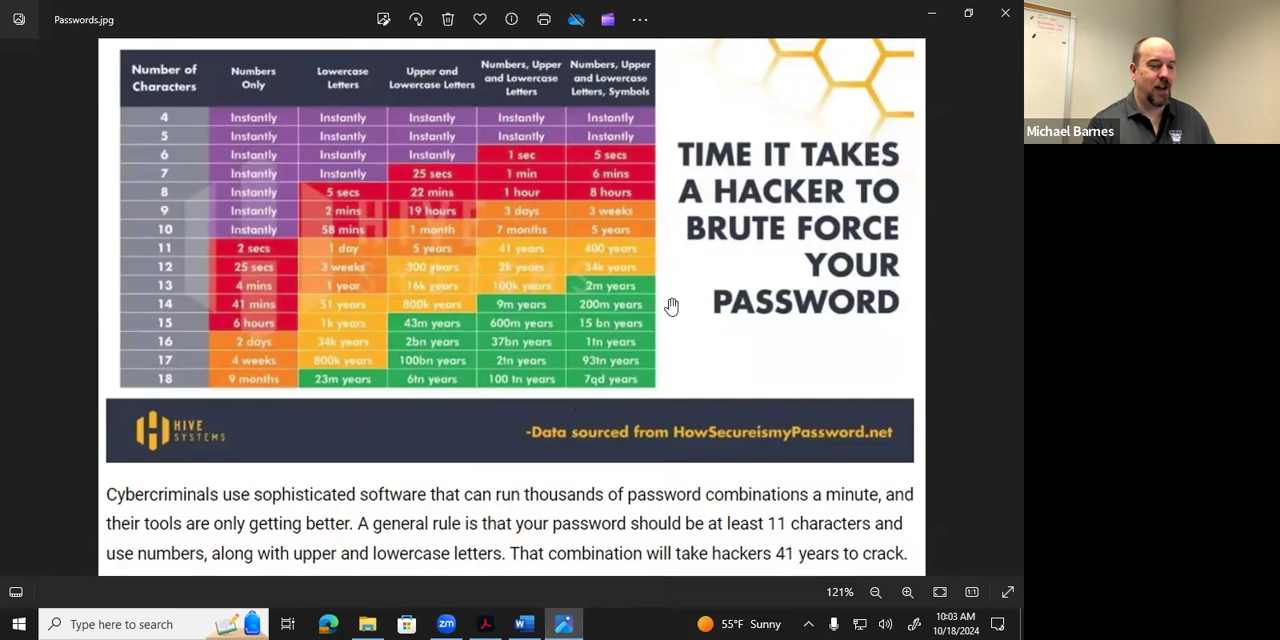 Passwords.jpg
Number of Characters Numbers Only Lowercase Letters Upper and Lowercase Letters Numbers, Upper and Lowercase Letters Numbers, Upper and Lowercase Letters, Symbols
4 Instantly Instantly Instantly Instantly Instantly
5 Instantly Instantly Instantly Instantly Instantly
6 Instantly Instantly Instantly 1 sec 5 secs
7 Instantly Instantly 25 secs 1 min 6 mins
8 Instantly 5 secs 22 mins 1 hour 8 hours
9 Instantly 2 mins 19 hours 3 days 3 weeks
10 Instantly 58 mins 1 month 7 months 5 years
11 2 secs 1 day 5 years 41 years 400 years
12 25 secs 3 weeks 300 years 2k years 34k years
13 4 mins 1 year 16k years 100k years 2m years
14 41 mins 51 years 800k years 9m years 200m years
15 6 hours 1k years 43m years 600m years 15 bn years
16 2 days 34k years 2bn years 37bn years 1tn years
17 4 weeks 800k years 100bn years 2tn years 93tn years
18 9 months 23m years 6tn years 100 tn years 7qd years
TIME IT TAKES
A HACKER TO
BRUTE FORCE
YOUR
PASSWORD
HIVE
SYSTEMS
-Data sourced from HowSecureismyPassword.net
Cybercriminals use sophisticated software that can run thousands of password combinations a minute, and
their tools are only getting better. A general rule is that your password should be at least 11 characters and
use numbers, along with upper and lowercase letters. That combination will take hackers 41 years to crack.
Michael Barnes
121%
Type here to search
zm
55°F Sunny
10:03 AM
10/18/2024